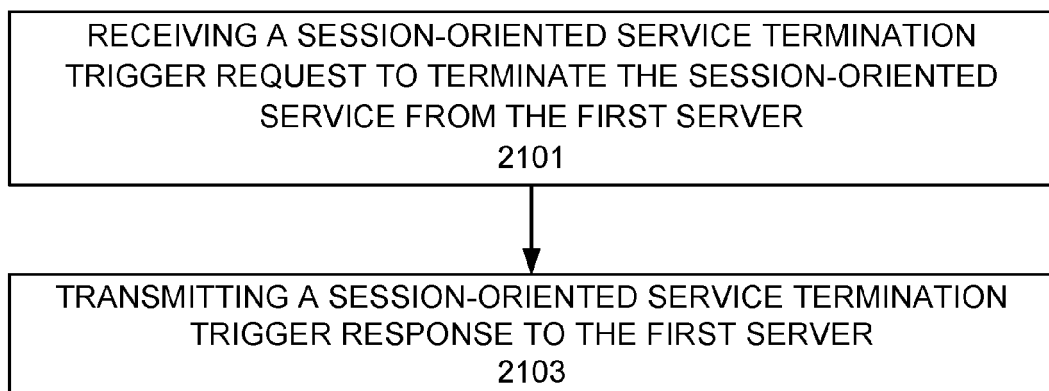 RECEIVING A SESSION-ORIENTED SERVICE TERMINATION
TRIGGER REQUEST TO TERMINATE THE SESSION-ORIENTED
SERVICE FROM THE FIRST SERVER
2101
TRANSMITTING A SESSION-ORIENTED SERVICE TERMINATION
TRIGGER RESPONSE TO THE FIRST SERVER
2103